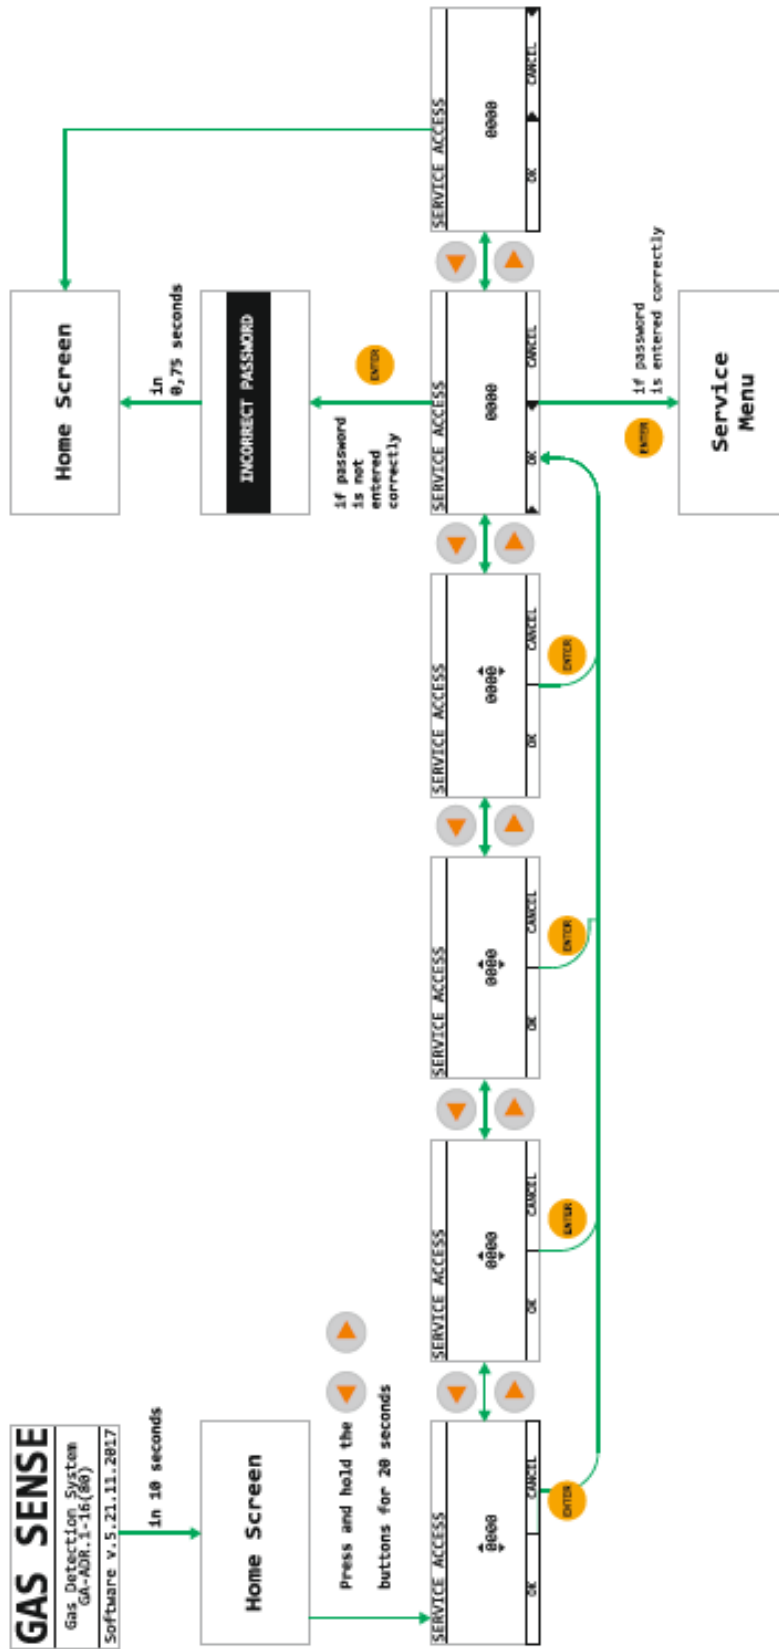 GAS SENSE
Gas Detection System
GA-ADR.1-16(80)
Software v.5.21.11.2017
in 10 seconds
Home Screen
Press and hold the
buttons for 20 seconds
Home Screen
in
0,75 seconds
INCORRECT PASSWORD
if password
is not
entered
correctly
ENTER
SERVICE ACCESS
0000
OK CANCEL
ENTER
SERVICE ACCESS
0000
OK CANCEL
ENTER
SERVICE ACCESS
0000
OK CANCEL
ENTER
SERVICE ACCESS
0000
OK CANCEL
ENTER
SERVICE ACCESS
0000
OK CANCEL
SERVICE ACCESS
0000
OK CANCEL
ENTER
if password
is entered correctly
Service
Menu